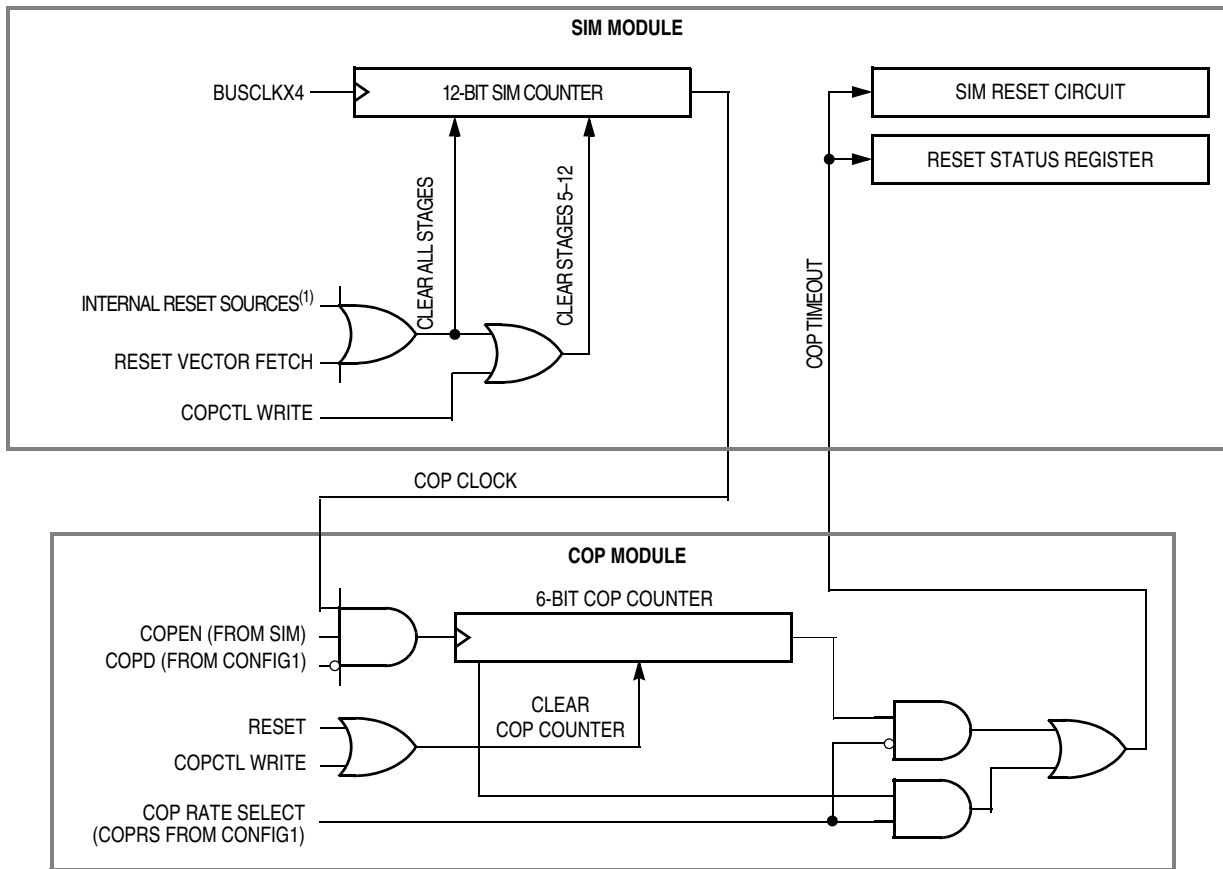 SIM MODULE
BUSCLKX4
12-BIT SIM COUNTER
SIM RESET CIRCUIT
RESET STATUS REGISTER
CLEAR ALL STAGES
CLEAR STAGES 5–12
COP TIMEOUT
INTERNAL RESET SOURCES(1)
RESET VECTOR FETCH
COPCTL WRITE
COP CLOCK
COP MODULE
6-BIT COP COUNTER
COPEN (FROM SIM)
COPD (FROM CONFIG1)
CLEAR
COP COUNTER
RESET
COPCTL WRITE
COP RATE SELECT
(COPRS FROM CONFIG1)